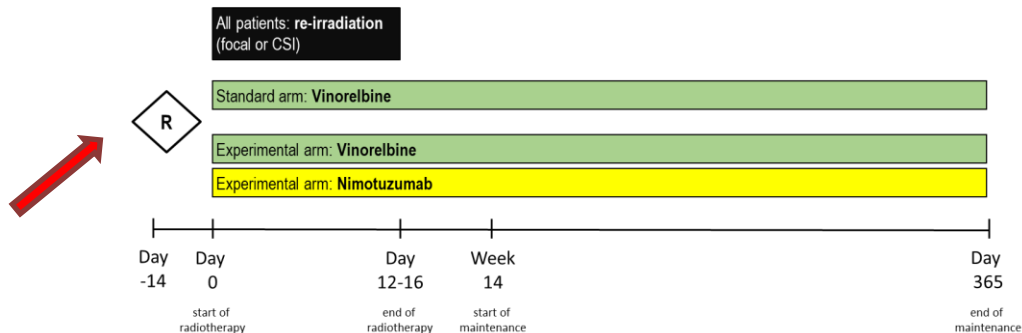 All patients: re-irradiation
(focal or CSI)
Standard arm: Vinorelbine
R
Experimental arm: Vinorelbine
Experimental arm: Nimotuzumab
Day Day Day Week Day
-14 0 12-16 14 365
start of end of start of end of
radiotherapy radiotherapy maintenance maintenance